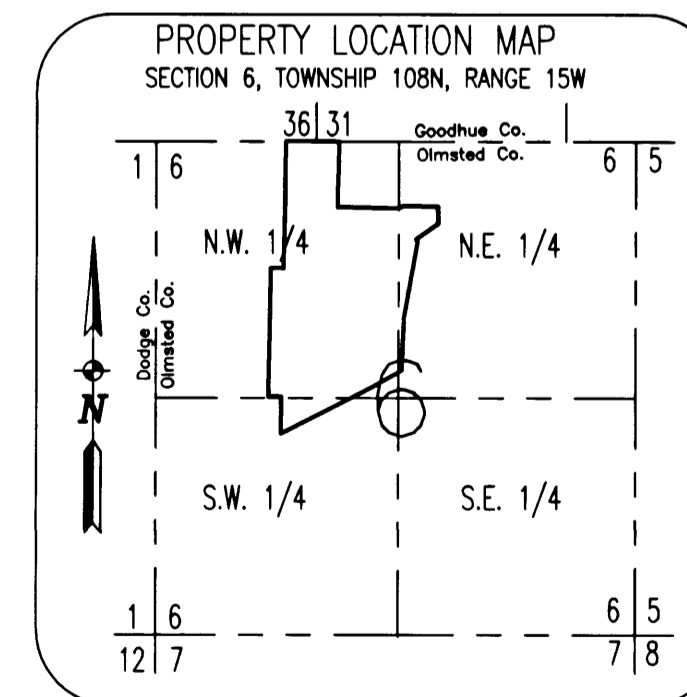 PROPERTY LOCATION MAP
SECTION 6, TOWNSHIP 108N, RANGE 15W
36 31
Goodhue Co.
Olmsted Co.
1 6
6 5
N.W. 1/4
N.E. 1/4
Dodge Co.
Olmsted Co.
N
6
S.W. 1/4
S.E. 1/4
1 6
6 5
12 7
7 8